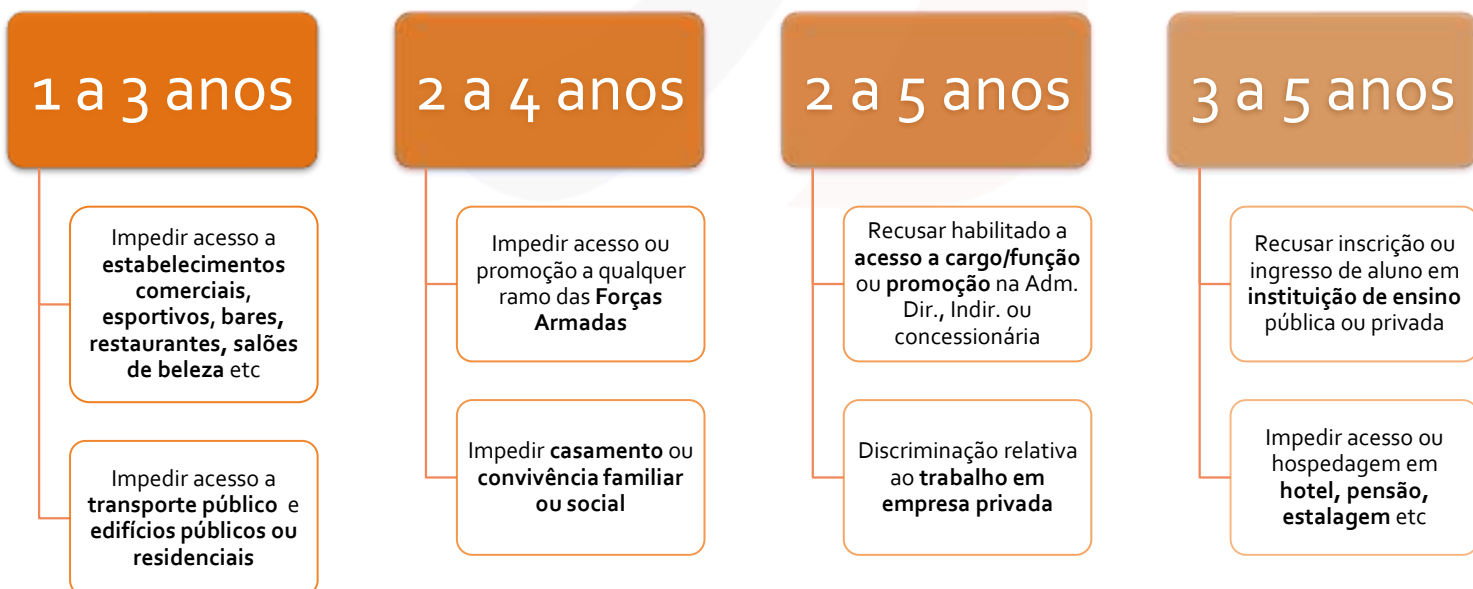 1 a 3 anos
Impedir acesso a
estabelecimentos
comerciais,
esportivos, bares,
restaurantes, salões
de beleza etc
Impedir acesso a
transporte público e
edifícios públicos ou
residenciais
2 a 4 anos
Impedir acesso ou
promoção a qualquer
ramo das Forças
Armadas
Impedir casamento ou
convivência familiar
ou social
2 a 5 anos
Recusar habilitado a
acesso a cargo/função
ou promoção na Adm.
Dir., Indir. ou
concessionária
Discriminação relativa
ao trabalho em
empresa privada
3 a 5 anos
Recusar inscrição ou
ingresso de aluno em
instituição de ensino
pública ou privada
Impedir acesso ou
hospedagem em
hotel, pensão,
estalagem etc